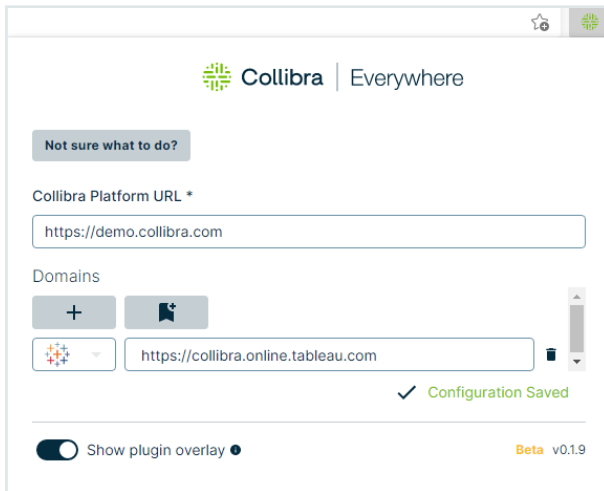 Collibra | Everywhere
Not sure what to do?
Collibra Platform URL *
https://demo.collibra.com
Domains
+
https://collibra.online.tableau.com
Configuration Saved
Show plugin overlay
Beta v0.1.9